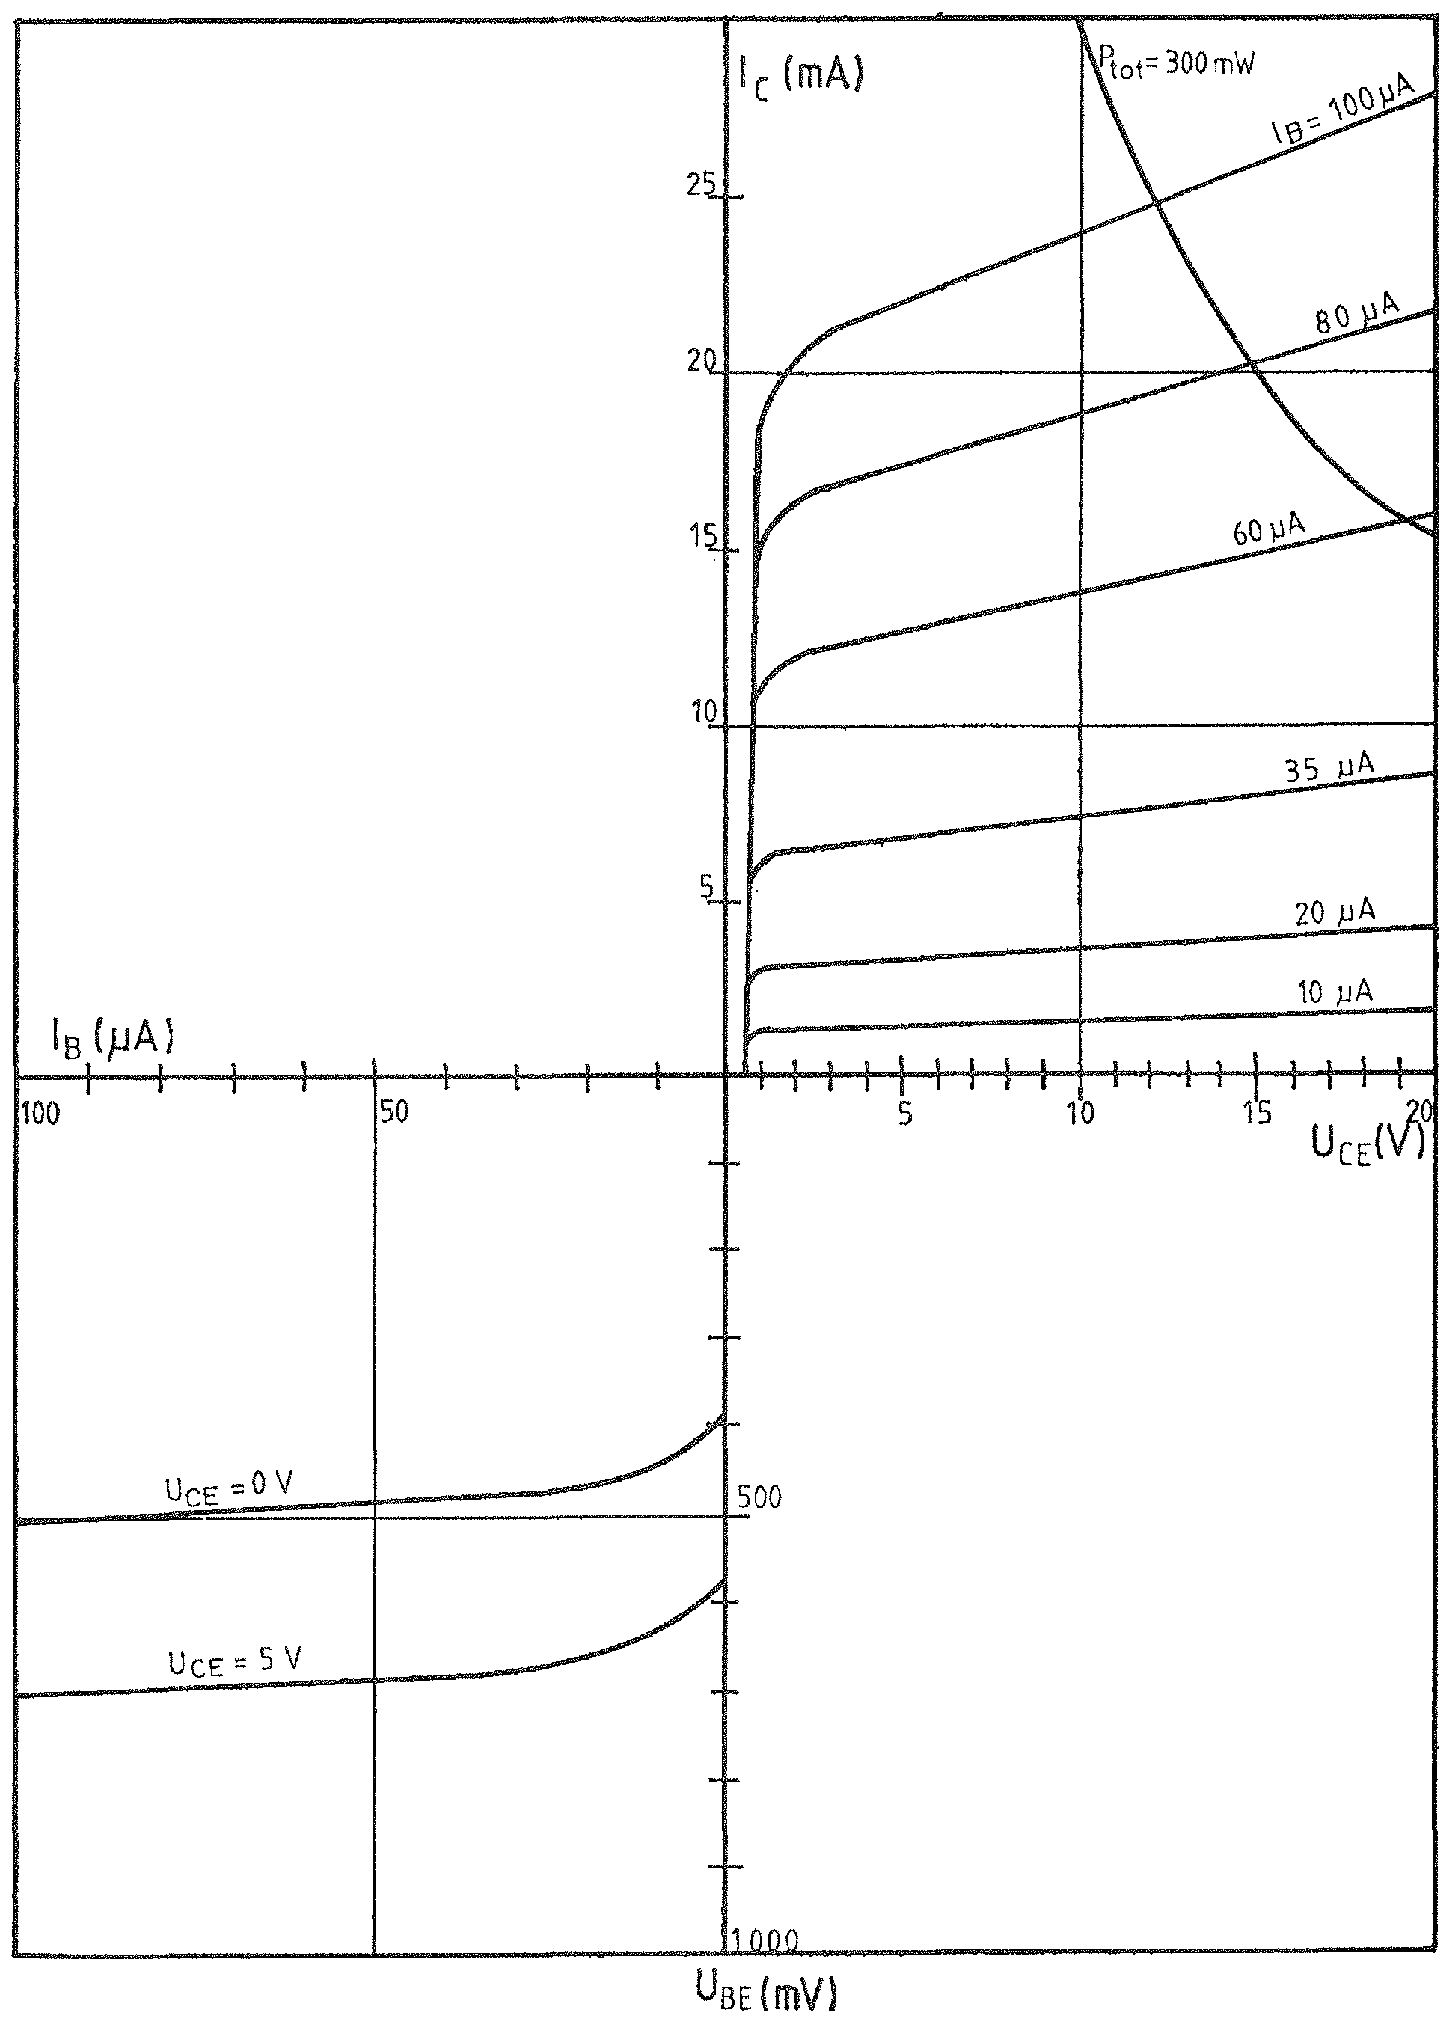 I_C (mA)
P_tot = 300 mW
I_B = 100 µA
25
80 µA
20
60 µA
15
10
35 µA
5
20 µA
10 µA
I_B (µA)
100 50 5 10 15 20
U_CE (V)
U_CE = 0 V
500
U_CE = 5 V
1000
U_BE (mV)